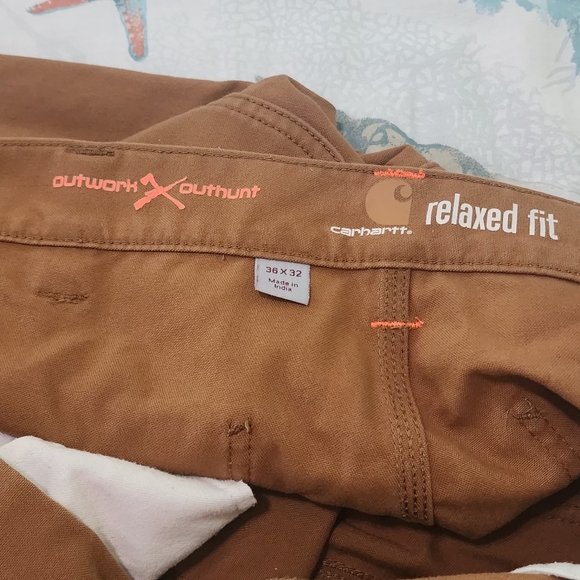 outwork outhunt
carhartt®
relaxed fit
36 X 32
Made in
India